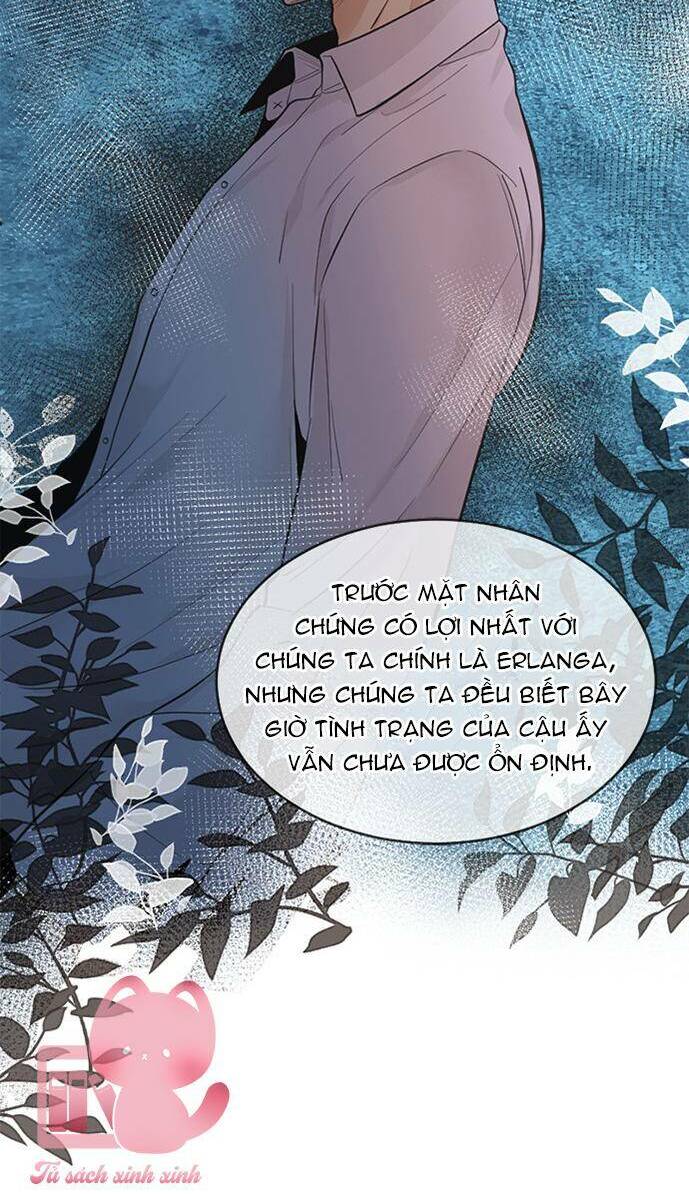 TRƯỚC MẶT NHÂN
CHỨNG CÓ LỢI NHẤT VỚI
CHÚNG TA CHÍNH LÀ ERLANGA,
NHƯNG CHÚNG TA ĐỀU BIẾT BÂY
GIỜ TÌNH TRẠNG CỦA CẬU ẤY
VẪN CHƯA ĐƯỢC ỔN ĐỊNH.
Tủ sách xinh xinh